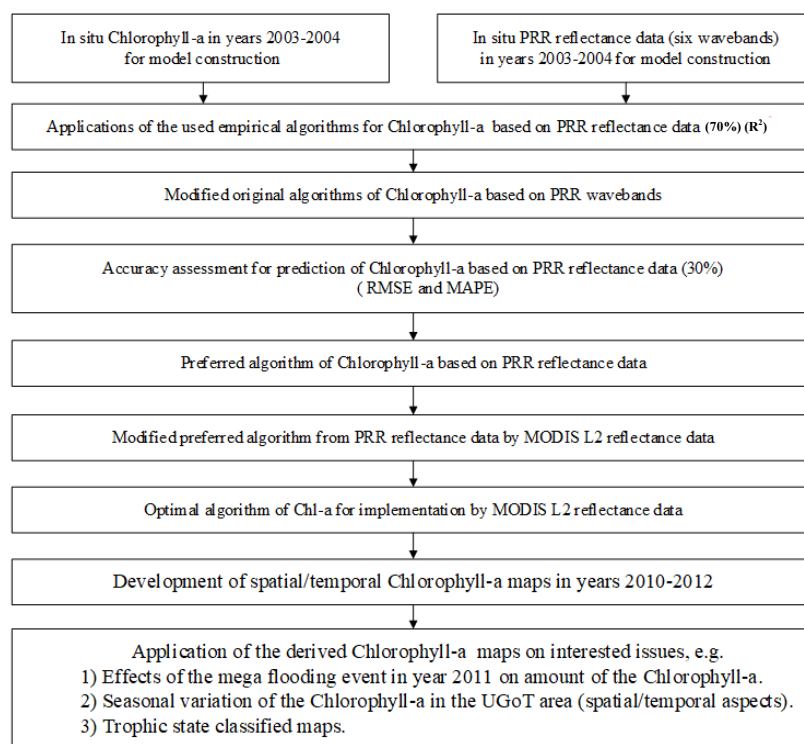 In situ Chlorophyll-a in years 2003-2004
for model construction
In situ PRR reflectance data (six wavebands)
in years 2003-2004 for model construction
Applications of the used empirical algorithms for Chlorophyll-a based on PRR reflectance data (70%) (R²)
Modified original algorithms of Chlorophyll-a based on PRR wavebands
Accuracy assessment for prediction of Chlorophyll-a based on PRR reflectance data (30%)
( RMSE and MAPE)
Preferred algorithm of Chlorophyll-a based on PRR reflectance data
Modified preferred algorithm from PRR reflectance data by MODIS L2 reflectance data
Optimal algorithm of Chl-a for implementation by MODIS L2 reflectance data
Development of spatial/temporal Chlorophyll-a maps in years 2010-2012
Application of the derived Chlorophyll-a maps on interested issues, e.g.
1) Effects of the mega flooding event in year 2011 on amount of the Chlorophyll-a.
2) Seasonal variation of the Chlorophyll-a in the UGoT area (spatial/temporal aspects).
3) Trophic state classified maps.